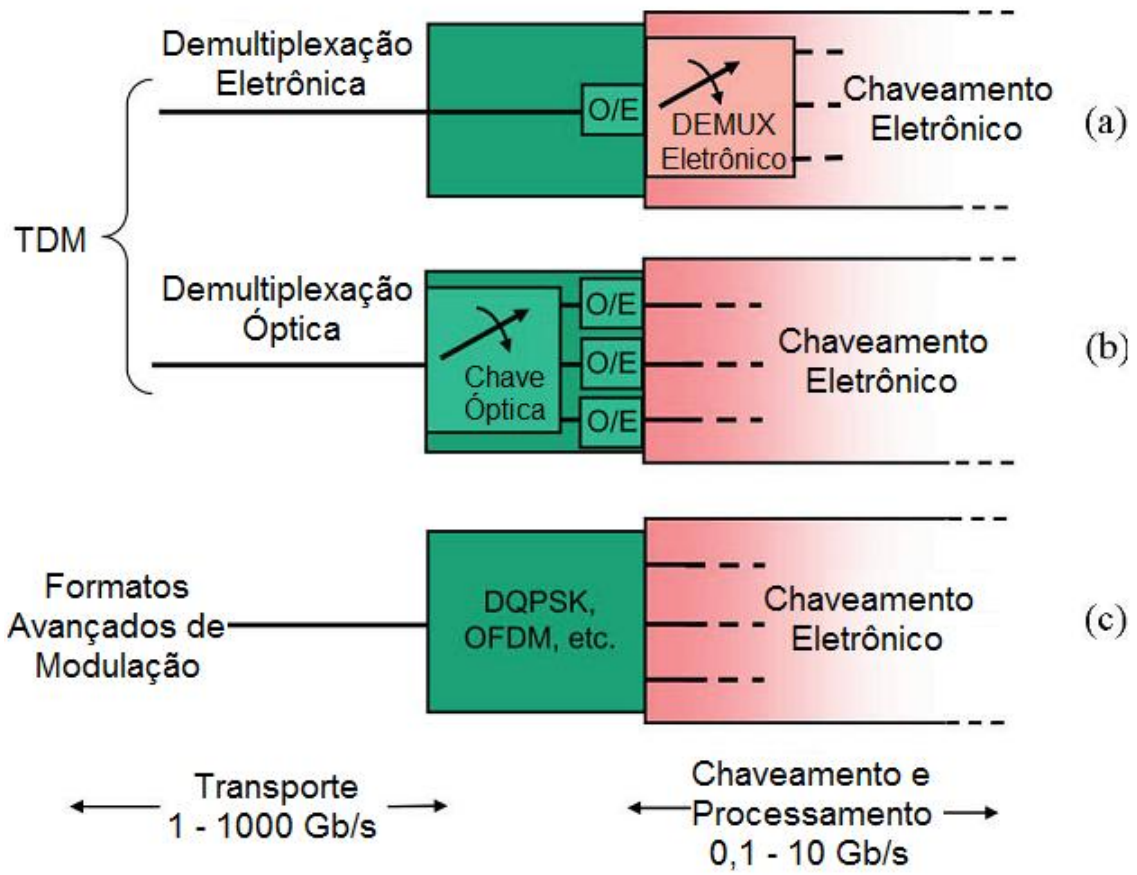 Demultiplexação
Eletrônica
O/E
DEMUX
Eletrônico
Chaveamento
Eletrônico
(a)
TDM
Demultiplexação
Óptica
Chave
Óptica
O/E
O/E
O/E
Chaveamento
Eletrônico
(b)
Formatos
Avançados de
Modulação
DQPSK,
OFDM, etc.
Chaveamento
Eletrônico
(c)
Transporte
1 - 1000 Gb/s
Chaveamento e
Processamento
0,1 - 10 Gb/s